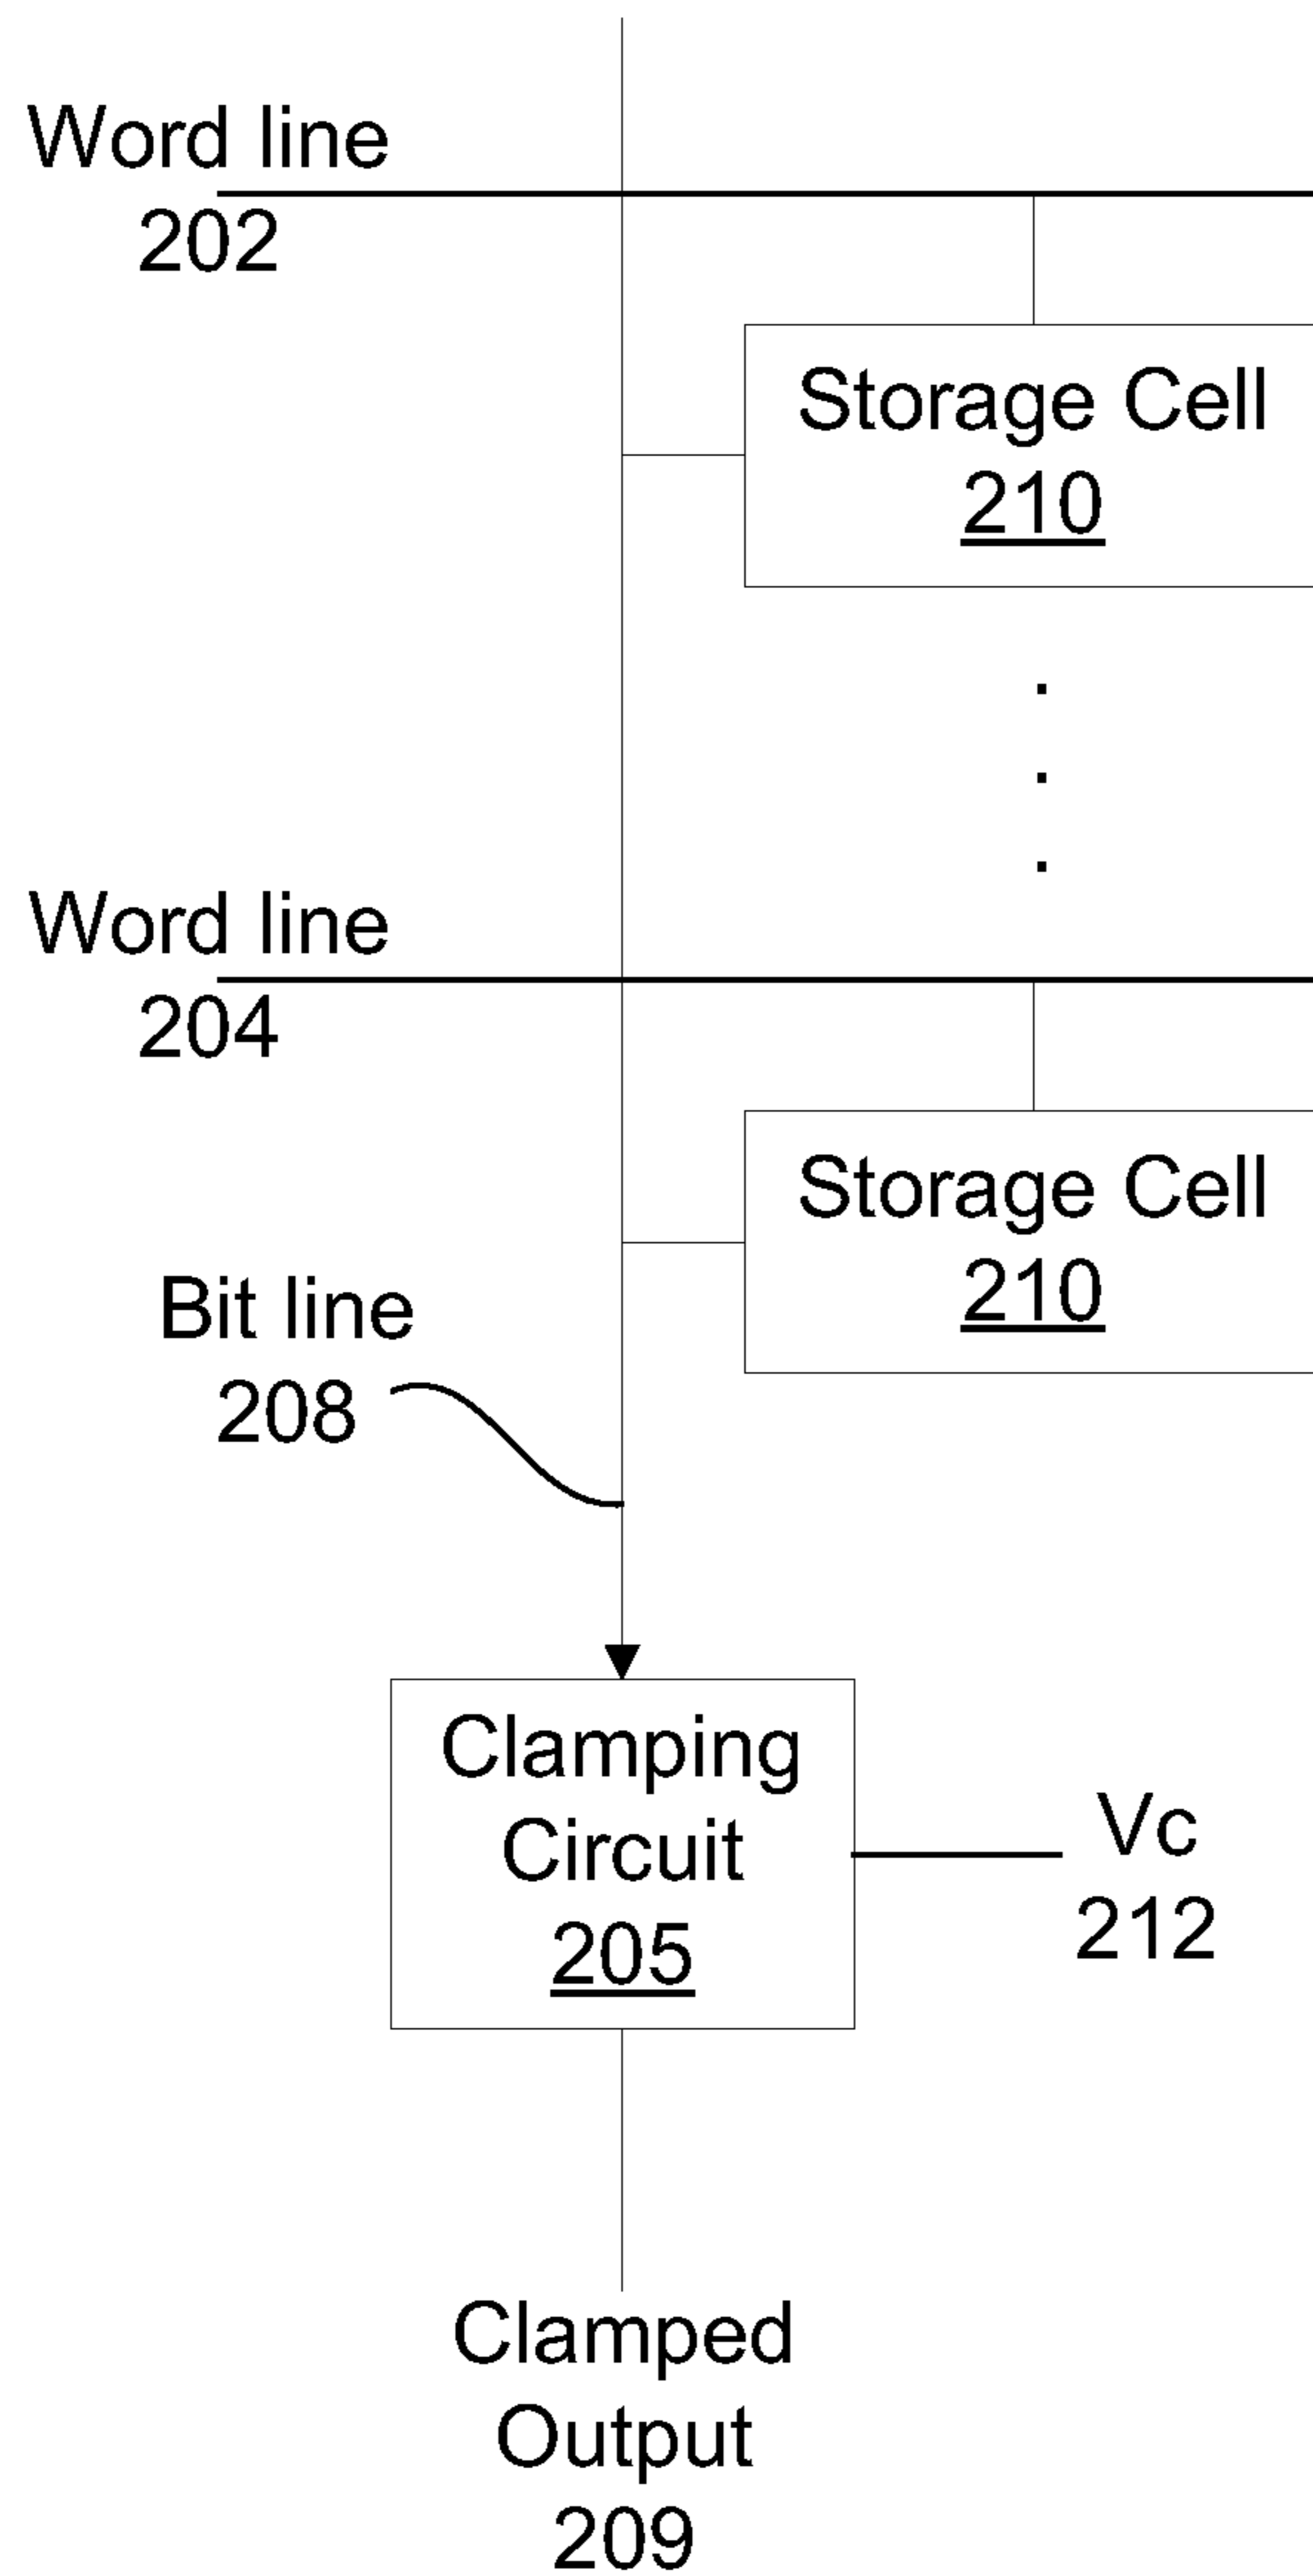 Word line
202
Storage Cell
210
.
.
.
Word line
204
Storage Cell
210
Bit line
208
Clamping
Circuit
205
Vc
212
Clamped
Output
209